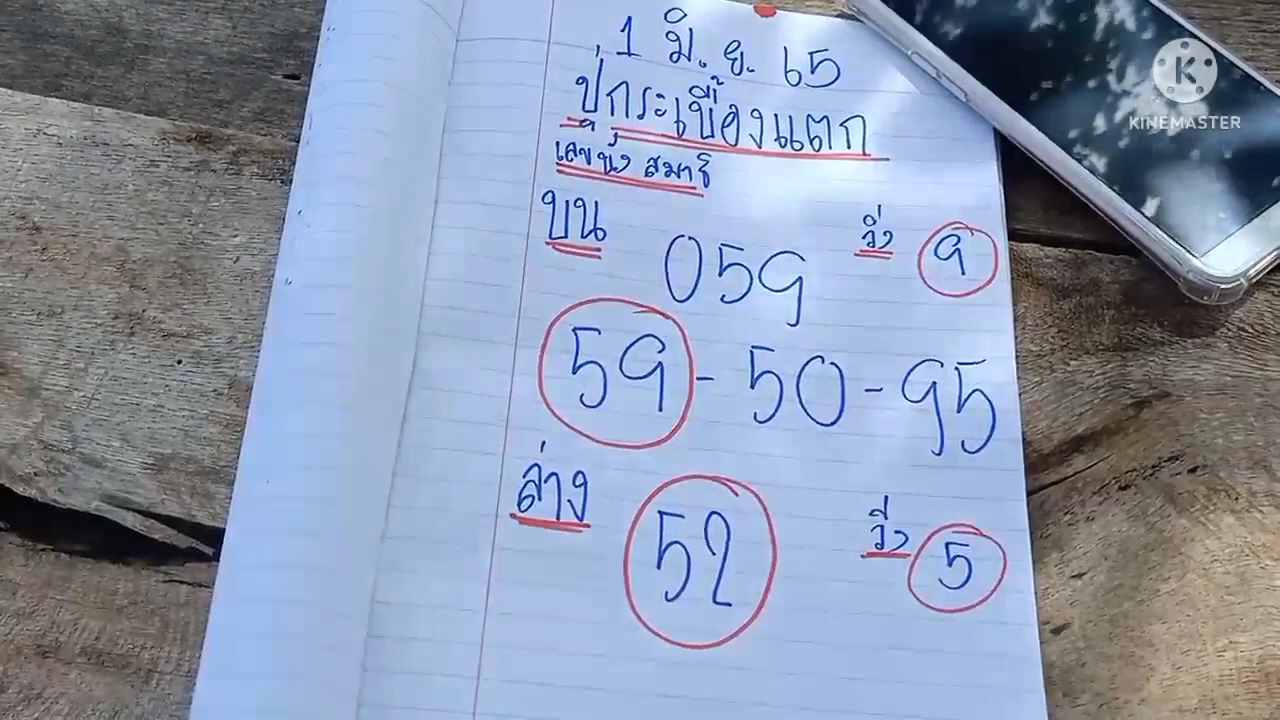 1 มิ.ย. 65
ปู่กระเบื้องแตก
เลขนั่ง สมาธิ
บน 059 วิ่ง 9
59 - 50 - 95
ล่าง 52 วิ่ง 5
KINEMASTER